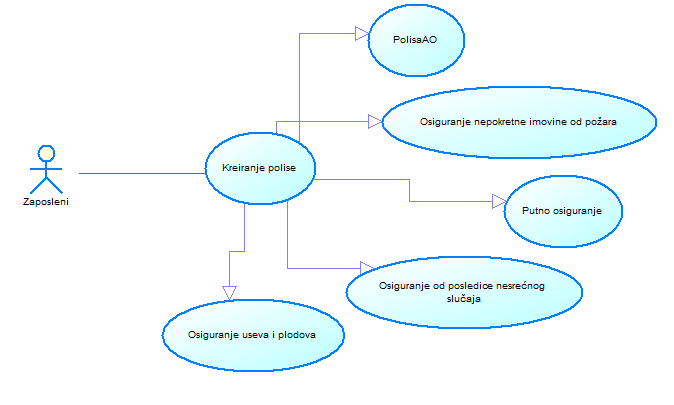 PolisaAO
Osiguranje nepokretne imovine od požara
Kreiranje polise
Zaposleni
Putno osiguranje
Osiguranje od posledice nesrećnog
slučaja
Osiguranje useva i plodova